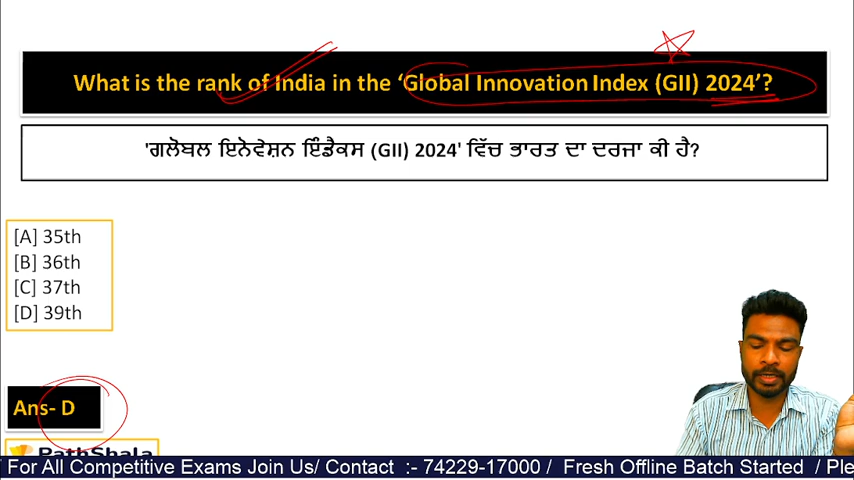 What is the rank of India in the ‘Global Innovation Index (GII) 2024’?
'ਗਲੋਬਲ ਇਨੋਵੇਸ਼ਨ ਇੰਡੈਕਸ (GII) 2024' ਵਿੱਚ ਭਾਰਤ ਦਾ ਦਰਜਾ ਕੀ ਹੈ?
[A] 35th
[B] 36th
[C] 37th
[D] 39th
Ans- D
PathShala
For All Competitive Exams Join Us/ Contact :- 74229-17000 / Fresh Offline Batch Started / Ple